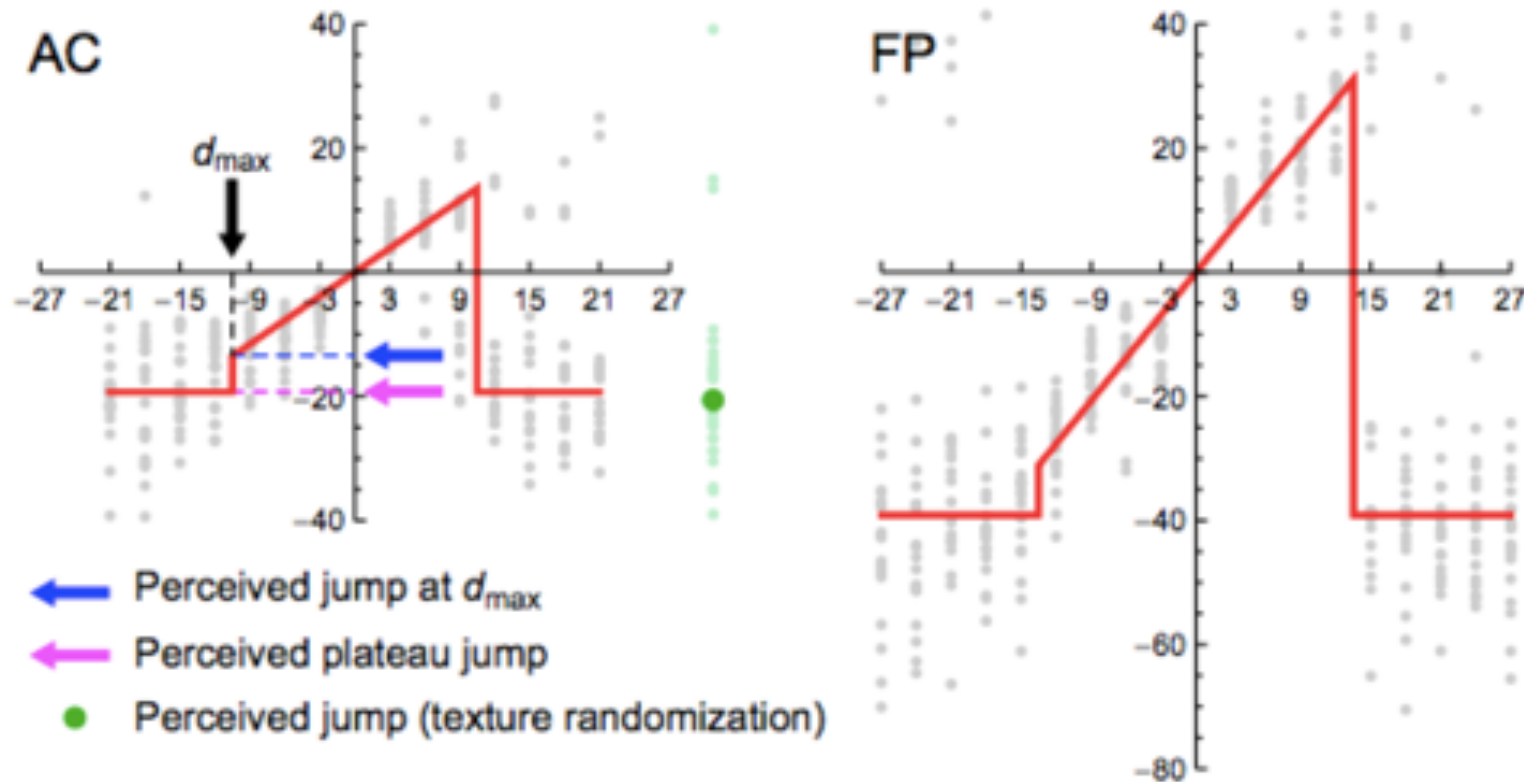 AC
40
20
−20
−40
−27 −21 −15 −9 −3 3 9 15 21 27
dmax
FP
40
20
−20
−40
−60
−80
−27 −21 −15 −9 −3 3 9 15 21 27
Perceived jump at dmax
Perceived plateau jump
Perceived jump (texture randomization)